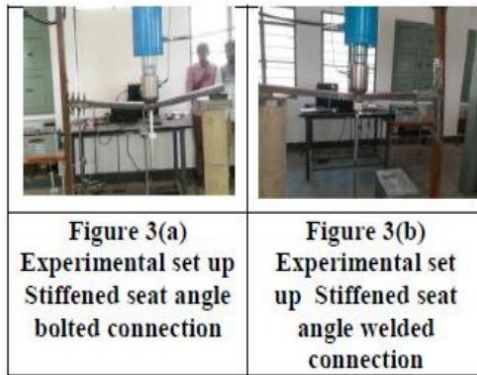 Figure 3(a)
Experimental set up
Stiffened seat angle
bolted connection
Figure 3(b)
Experimental set
up Stiffened seat
angle welded
connection